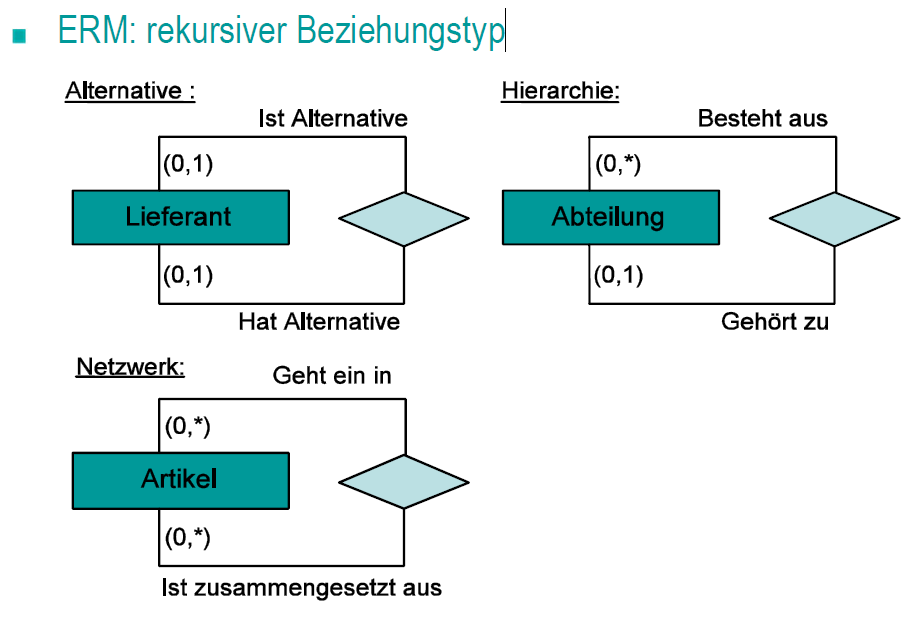 ERM: rekursiver Beziehungstyp
Alternative :
Ist Alternative
(0,1)
Lieferant
(0,1)
Hat Alternative
Hierarchie:
Besteht aus
(0,*)
Abteilung
(0,1)
Gehört zu
Netzwerk:
Geht ein in
(0,*)
Artikel
(0,*)
Ist zusammengesetzt aus